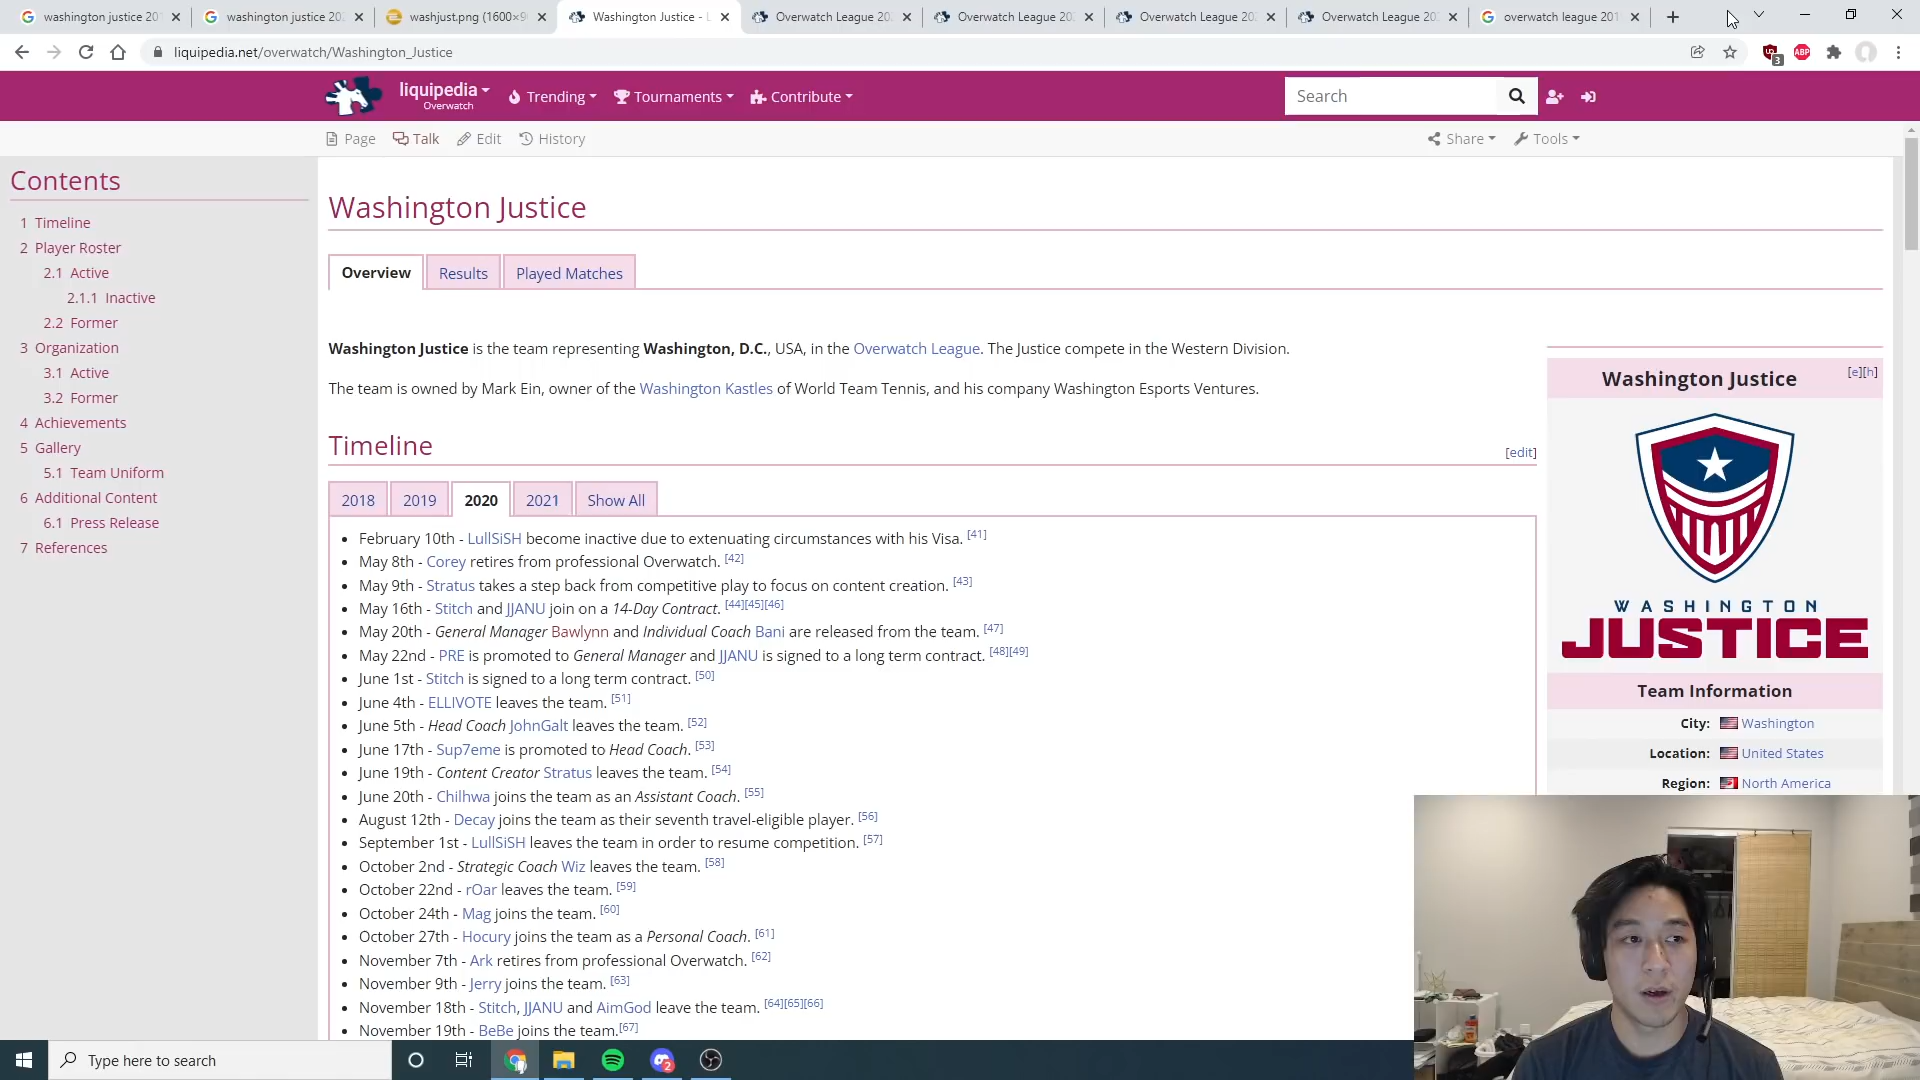 washington justice 201
washington justice 20
washjust.png (1600×9
Washington Justice - L
Overwatch League 20
Overwatch League 20
Overwatch League 20
Overwatch League 20
overwatch league 201
liquipedia.net/overwatch/Washington_Justice
3
ABP
liquipedia
Overwatch
Trending
Tournaments
Contribute
Search
Page
Talk
Edit
History
Share
Tools
Contents
1 Timeline
2 Player Roster
2.1 Active
2.1.1 Inactive
2.2 Former
3 Organization
3.1 Active
3.2 Former
4 Achievements
5 Gallery
5.1 Team Uniform
6 Additional Content
6.1 Press Release
7 References
Washington Justice
Overview
Results
Played Matches
Washington Justice is the team representing Washington, D.C., USA, in the Overwatch League. The Justice compete in the Western Division.
The team is owned by Mark Ein, owner of the Washington Kastles of World Team Tennis, and his company Washington Esports Ventures.
Timeline
[edit]
2018
2019
2020
2021
Show All
• February 10th - LullSiSH become inactive due to extenuating circumstances with his Visa. [41]
• May 8th - Corey retires from professional Overwatch. [42]
• May 9th - Stratus takes a step back from competitive play to focus on content creation. [43]
• May 16th - Stitch and JJANU join on a 14-Day Contract. [44][45][46]
• May 20th - General Manager Bawlynn and Individual Coach Bani are released from the team. [47]
• May 22nd - PRE is promoted to General Manager and JJANU is signed to a long term contract. [48][49]
• June 1st - Stitch is signed to a long term contract. [50]
• June 4th - ELLIVOTE leaves the team. [51]
• June 5th - Head Coach JohnGalt leaves the team. [52]
• June 17th - Sup7eme is promoted to Head Coach. [53]
• June 19th - Content Creator Stratus leaves the team. [54]
• June 20th - Chilhwa joins the team as an Assistant Coach. [55]
• August 12th - Decay joins the team as their seventh travel-eligible player. [56]
• September 1st - LullSiSH leaves the team in order to resume competition. [57]
• October 2nd - Strategic Coach Wiz leaves the team. [58]
• October 22nd - rOar leaves the team. [59]
• October 24th - Mag joins the team. [60]
• October 27th - Hocury joins the team as a Personal Coach. [61]
• November 7th - Ark retires from professional Overwatch. [62]
• November 9th - Jerry joins the team. [63]
• November 18th - Stitch, JJANU and AimGod leave the team. [64][65][66]
• November 19th - BeBe joins the team.[67]
Washington Justice
[e][h]
WASHINGTON
JUSTICE
Team Information
City: Washington
Location: United States
Region: North America
Type here to search
2